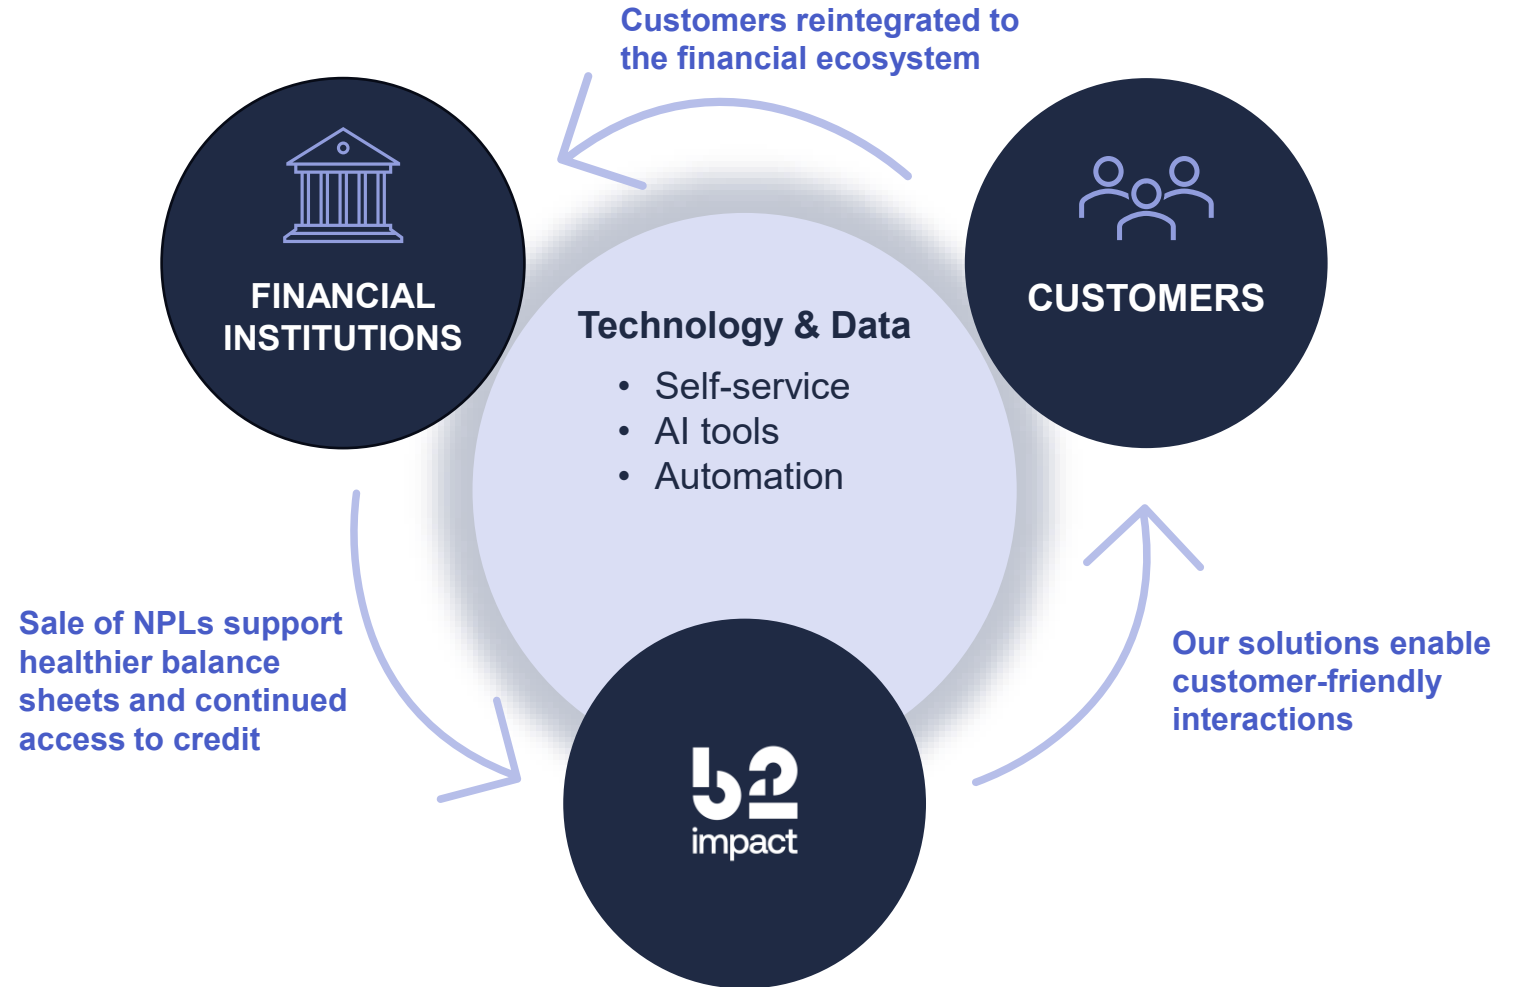 Customers reintegrated to
the financial ecosystem
FINANCIAL
INSTITUTIONS
CUSTOMERS
Technology & Data
• Self-service
• AI tools
• Automation
Sale of NPLs support
healthier balance
sheets and continued
access to credit
Our solutions enable
customer-friendly
interactions
b2
impact